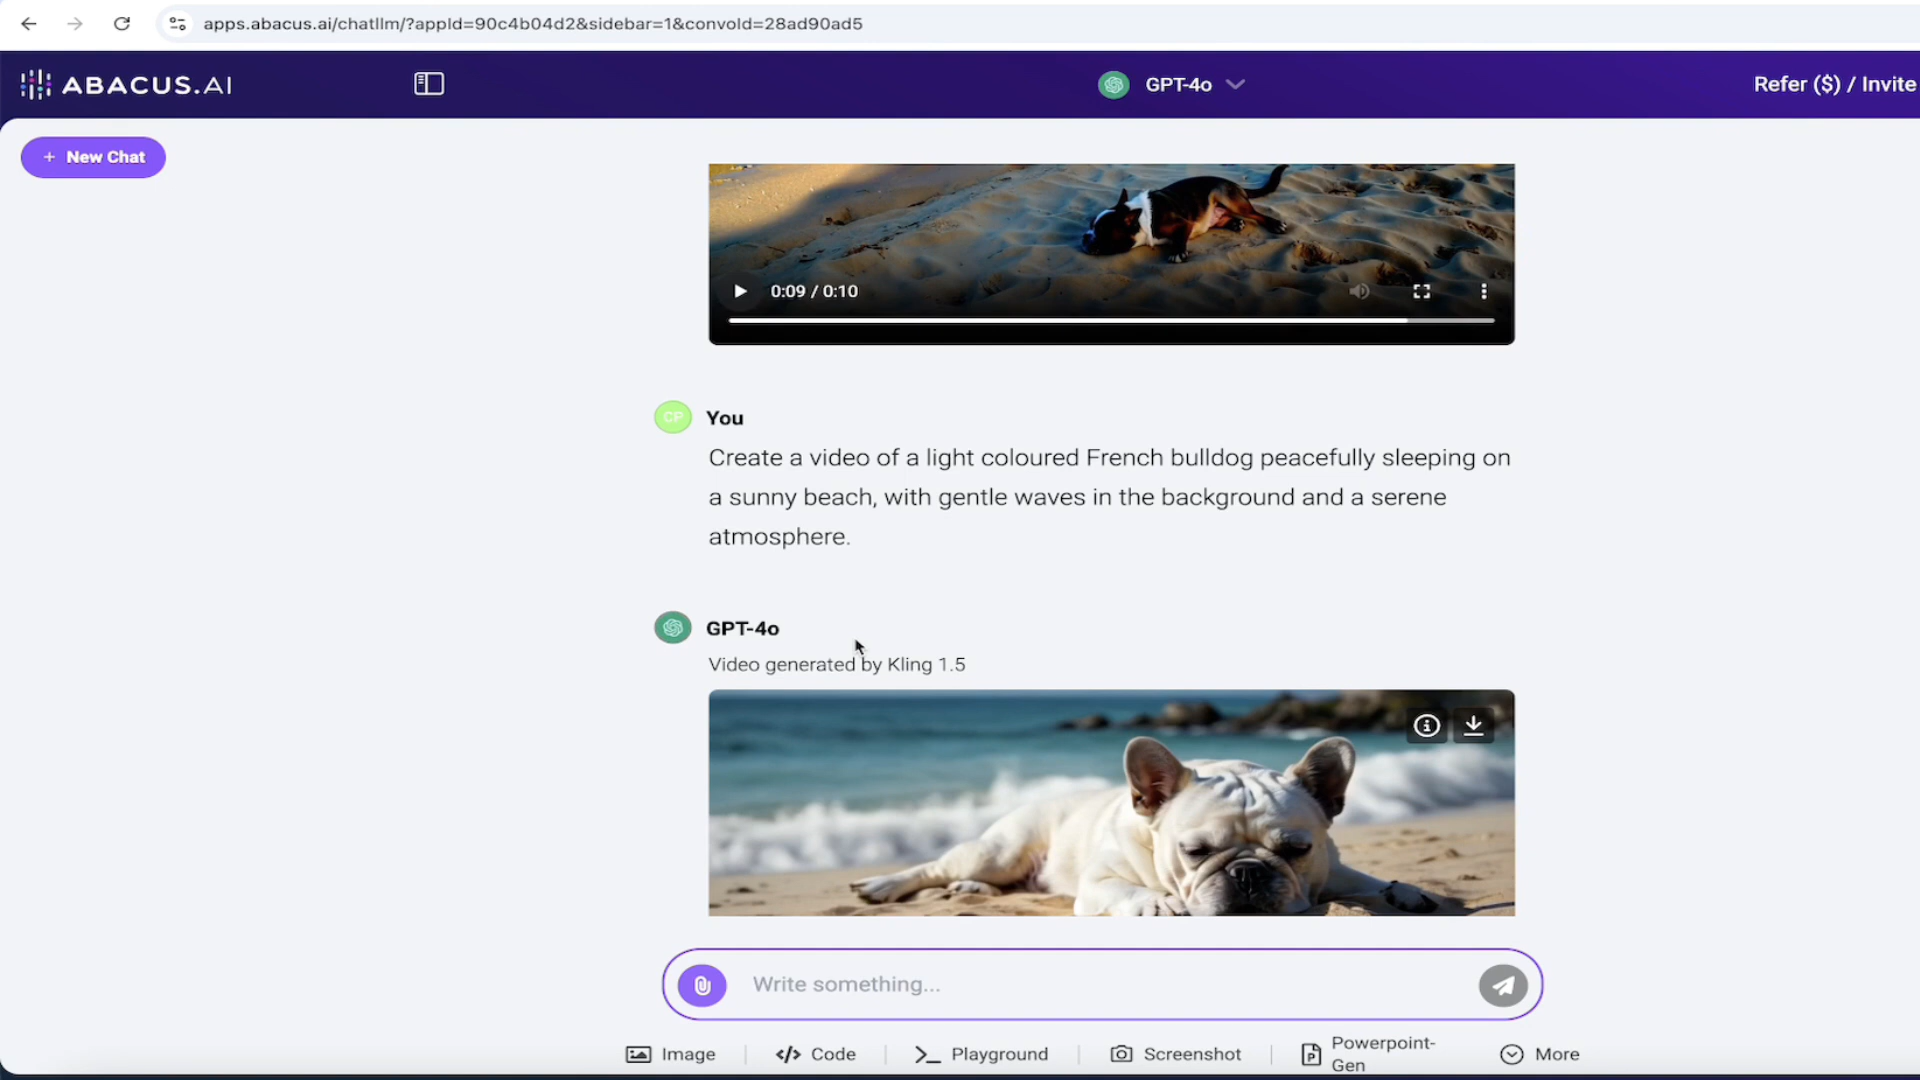 apps.abacus.ai/chatllm/?appId=90c4b04d2&sidebar=1&convoId=28ad90ad5
ABACUS.AI
GPT-4o
Refer ($) / Invite
+ New Chat
0:09 / 0:10
CP
You
Create a video of a light coloured French bulldog peacefully sleeping on
a sunny beach, with gentle waves in the background and a serene
atmosphere.
GPT-4o
Video generated by Kling 1.5
Write something...
Image
</> Code
Playground
Screenshot
Powerpoint-
Gen
More